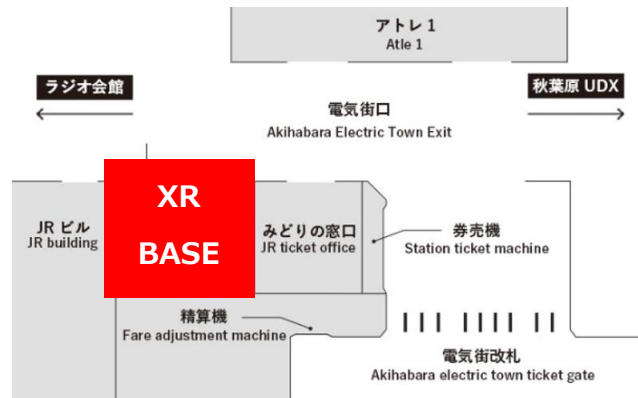 アトレ 1
Atle 1
ラジオ会館
秋葉原 UDX
電気街口
Akihabara Electric Town Exit
XR
BASE
JR ビル
JR building
みどりの窓口
JR ticket office
券売機
Station ticket machine
精算機
Fare adjustment machine
電気街改札
Akihabara electric town ticket gate